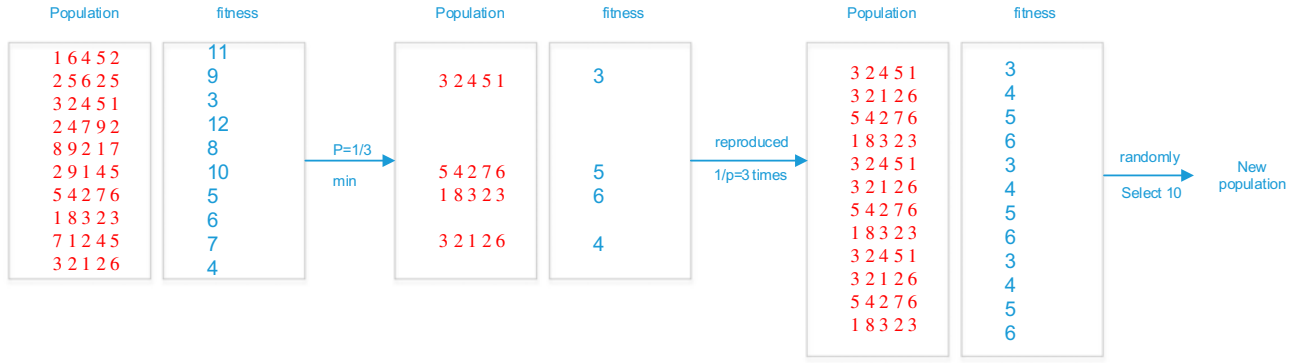 Population fitness Population fitness Population fitness
1 6 4 5 2 11
2 5 6 2 5 9
3 2 4 5 1 3
2 4 7 9 2 12
8 9 2 1 7 8
2 9 1 4 5 10
5 4 2 7 6 5
1 8 3 2 3 6
7 1 2 4 5 7
3 2 1 2 6 4
P=1/3
min
3 2 4 5 1 3
5 4 2 7 6 5
1 8 3 2 3 6
3 2 1 2 6 4
reproduced
1/p=3 times
3 2 4 5 1 3
3 2 1 2 6 4
5 4 2 7 6 5
1 8 3 2 3 6
3 2 4 5 1 3
3 2 1 2 6 4
5 4 2 7 6 5
1 8 3 2 3 6
3 2 4 5 1 3
3 2 1 2 6 4
5 4 2 7 6 5
1 8 3 2 3 6
randomly
Select 10
New
population